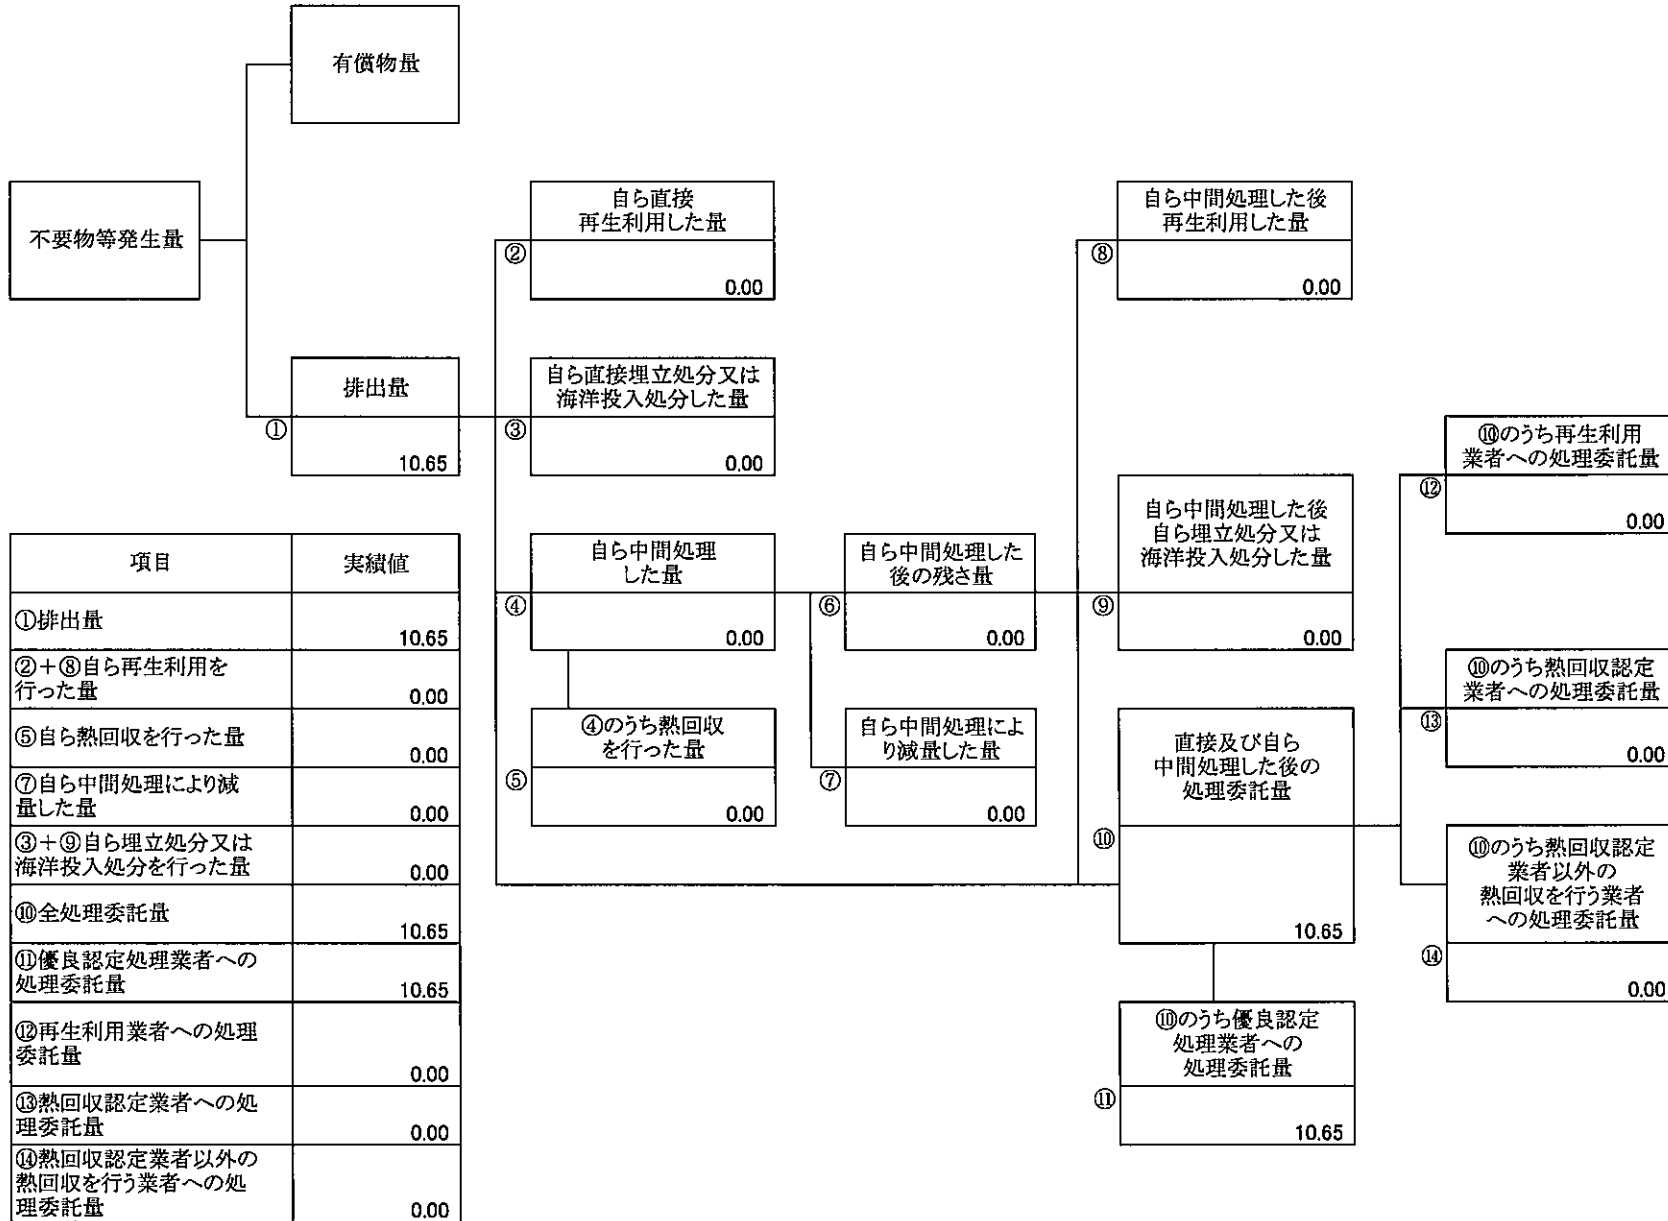 有償物量
不要物等発生量
自ら直接
再生利用した量
②
0.00
自ら中間処理した後
再生利用した量
⑧
0.00
排出量
①
10.65
自ら直接埋立処分又は
海洋投入処分した量
③
0.00
⑩のうち再生利用
業者への処理委託量
⑫
0.00
自ら中間処理
した量
④
0.00
自ら中間処理した
後の残さ量
⑥
0.00
自ら中間処理した後
自ら埋立処分又は
海洋投入処分した量
⑨
0.00
⑩のうち熱回収認定
業者への処理委託量
⑬
0.00
④のうち熱回収
を行った量
⑤
0.00
自ら中間処理によ
り減量した量
⑦
0.00
直接及び自ら
中間処理した後の
処理委託量
⑩
10.65
⑩のうち熱回収認定
業者以外の
熱回収を行う業者
への処理委託量
⑭
0.00
⑩のうち優良認定
処理業者への
処理委託量
⑪
10.65
項目 実績値
①排出量
10.65
②+⑧自ら再生利用を
行った量
0.00
⑤自ら熱回収を行った量
0.00
⑦自ら中間処理により減
量した量
0.00
③+⑨自ら埋立処分又は
海洋投入処分を行った量
0.00
⑩全処理委託量
10.65
⑪優良認定処理業者への
処理委託量
10.65
⑫再生利用業者への処理
委託量
0.00
⑬熱回収認定業者への処
理委託量
0.00
⑭熱回収認定業者以外の
熱回収を行う業者への処
理委託量
0.00